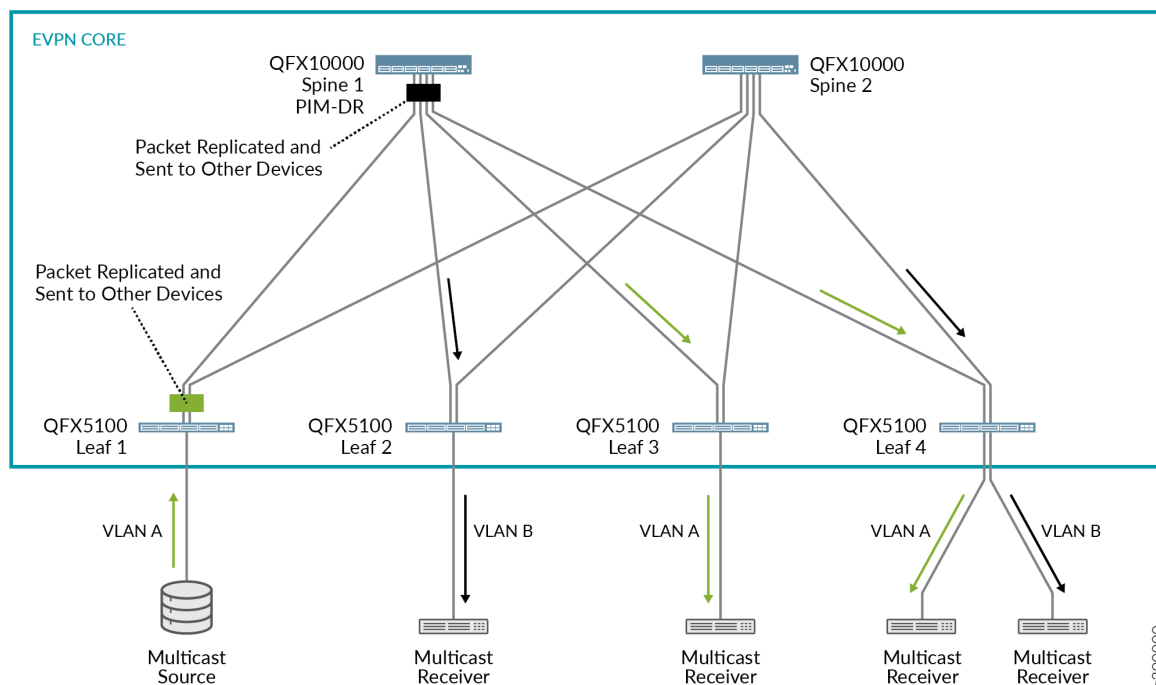 EVPN CORE
QFX10000
Spine 1
PIM-DR
QFX10000
Spine 2
Packet Replicated and
Sent to Other Devices
Packet Replicated and
Sent to Other Devices
QFX5100
Leaf 1
QFX5100
Leaf 2
QFX5100
Leaf 3
QFX5100
Leaf 4
VLAN A
VLAN B
VLAN A
VLAN A
VLAN B
Multicast
Source
Multicast
Receiver
Multicast
Receiver
Multicast
Receiver
Multicast
Receiver